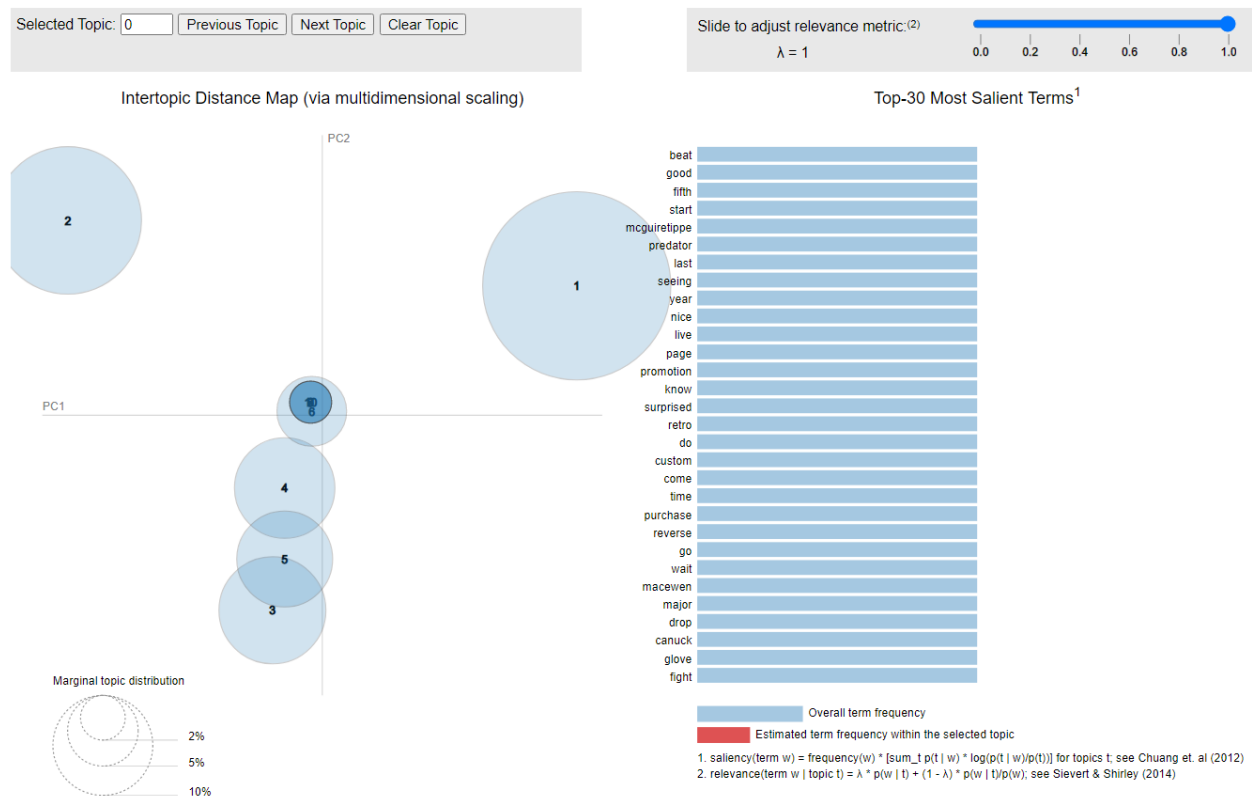 Selected Topic: 0 Previous Topic Next Topic Clear Topic
Slide to adjust relevance metric:(2)
λ = 1
0.0 0.2 0.4 0.6 0.8 1.0
Intertopic Distance Map (via multidimensional scaling)
PC2
PC1
2
1
6
4
5
3
Marginal topic distribution
2%
5%
10%
Top-30 Most Salient Terms1
beat
good
fifth
start
mcguiretippe
predator
last
seeing
year
nice
live
page
promotion
know
surprised
retro
do
custom
come
time
purchase
reverse
go
wait
macewen
major
drop
canuck
glove
fight
Overall term frequency
Estimated term frequency within the selected topic
1. saliency(term w) = frequency(w) * [sum_t p(t | w) * log(p(t | w)/p(t))] for topics t; see Chuang et. al (2012)
2. relevance(term w | topic t) = λ * p(w | t) + (1 - λ) * p(w | t)/p(w); see Sievert & Shirley (2014)